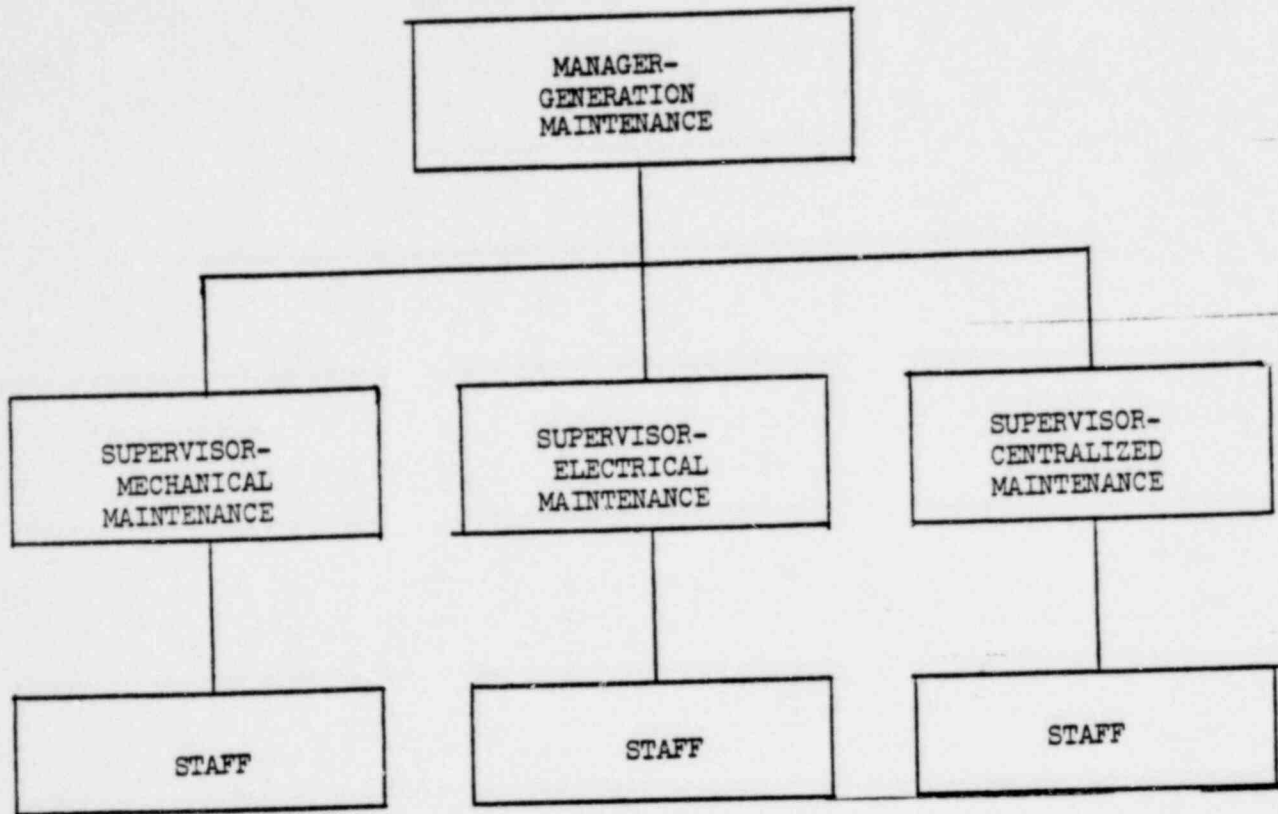 MANAGER-
GENERATION
MAINTENANCE
SUPERVISOR-
MECHANICAL
MAINTENANCE
SUPERVISOR-
ELECTRICAL
MAINTENANCE
SUPERVISOR-
CENTRALIZED
MAINTENANCE
STAFF
STAFF
STAFF